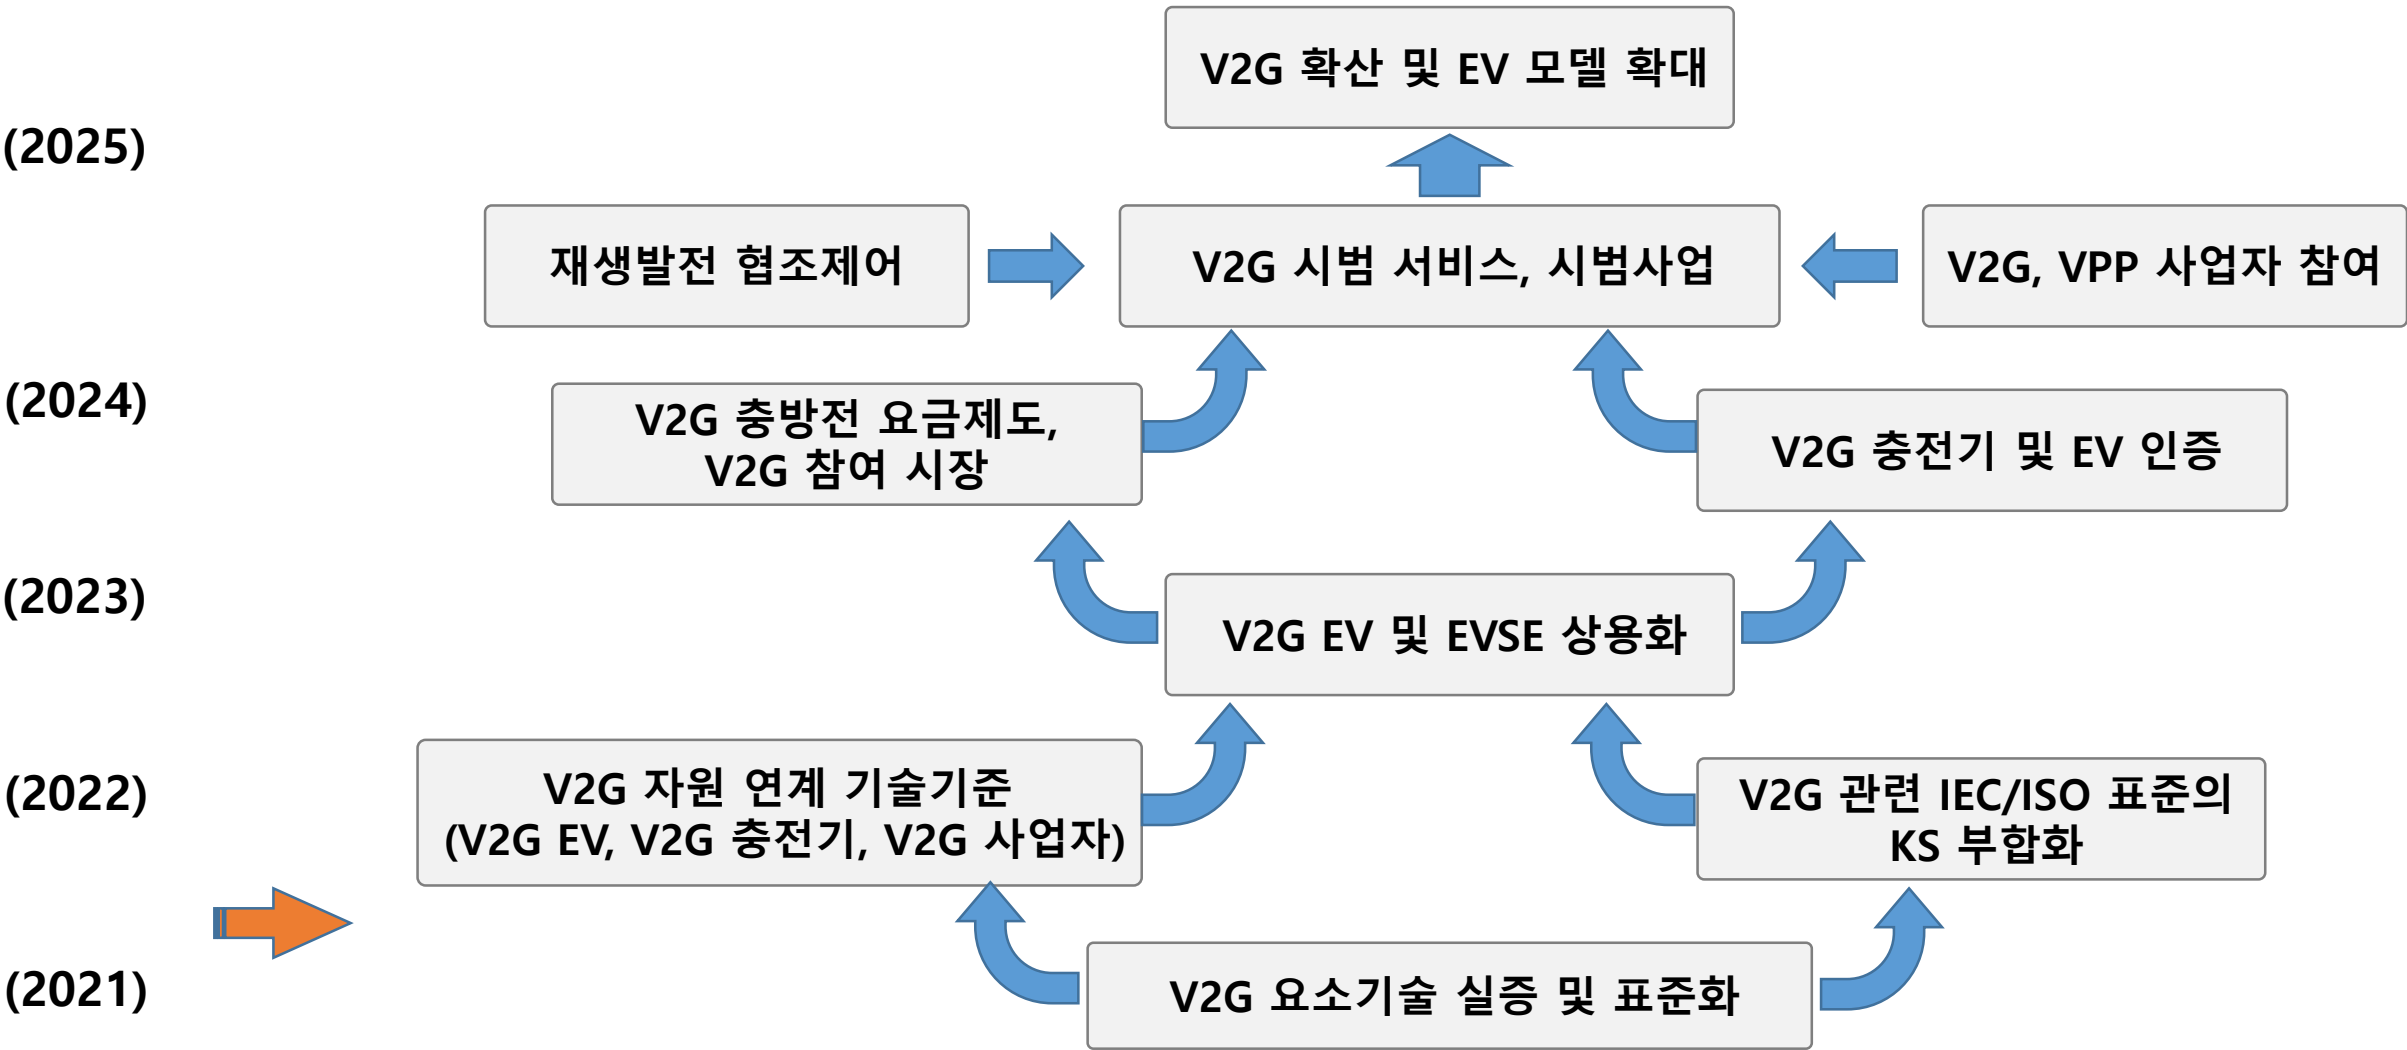 V2G 확산 및 EV 모델 확대
(2025)
재생발전 협조제어
V2G 시범 서비스, 시범사업
V2G, VPP 사업자 참여
(2024)
V2G 충방전 요금제도,
V2G 참여 시장
V2G 충전기 및 EV 인증
(2023)
V2G EV 및 EVSE 상용화
(2022)
V2G 자원 연계 기술기준
(V2G EV, V2G 충전기, V2G 사업자)
V2G 관련 IEC/ISO 표준의
KS 부합화
(2021)
V2G 요소기술 실증 및 표준화